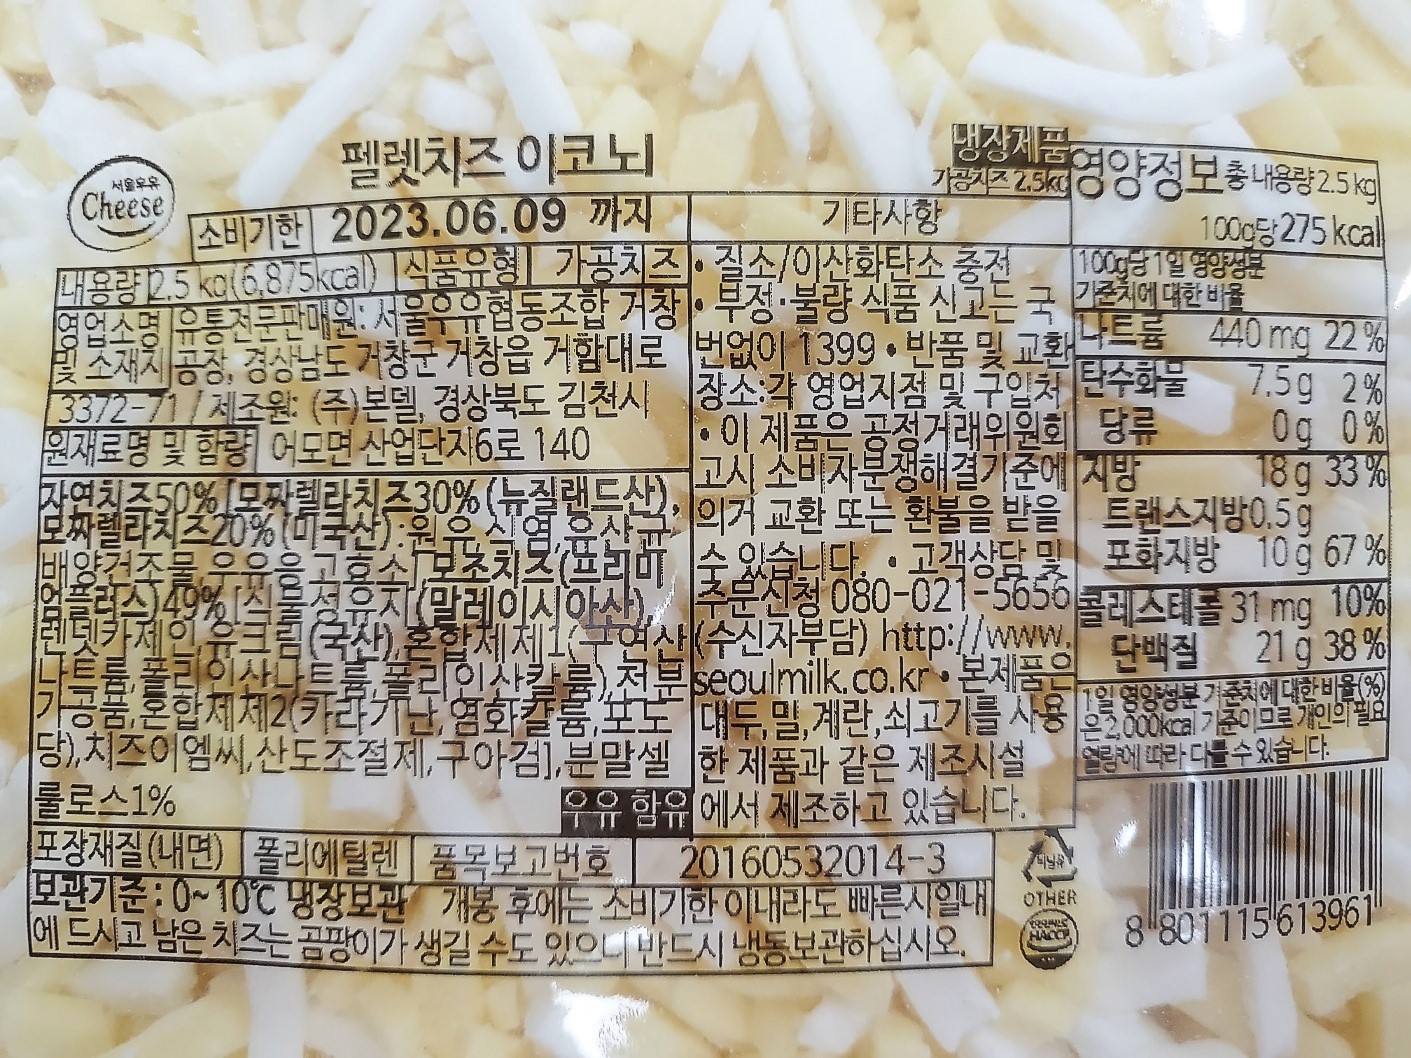 서울우유
Cheese
펠렛치즈 이코노
냉장제품
가공치즈 2.5kg
소비기한 2023.06.09 까지
내용량 2.5 kg(6,875kcal) 식품유형 가공치즈
영업소명 유통전문판매원: 서울우유협동조합 거창
및 소재지 공장, 경상남도 거창군 거창읍 거함대로
3372-71 / 제조원: (주)본델, 경상북도 김천시
원재료명 및 함량 어모면 산업단지6로 140
자연치즈50%[모짜렐라치즈30%(뉴질랜드산),
모짜렐라치즈20%(미국산):원유,식염,유산균
배양건조물,우유응고효소],모조치즈(프리미
엄플러스)49%[식물성유지(말레이시아산),
렌넷카제인,유크림(국산),혼합제제1(
나트륨,폴리인산나트륨,폴리인산칼륨),전분
가공품,혼합제제2(카라기난,염화칼륨,포도
당),치즈이엠씨,산도조절제,구아검],분말셀
룰로스1%
우유 함유
기타사항
• 질소/이산화탄소 충전
• 부정·불량 식품 신고는 국
번없이 1399 • 반품 및 교환
장소:각 영업지점 및 구입처
• 이 제품은 공정거래위원회
고시 소비자분쟁해결기준에
의거 교환 또는 환불을 받을
수 있습니다. • 고객상담 및
주문신청 080-021-5656
(수신자부담) http://www.
seoulmilk.co.kr • 본제품은
대두,밀,계란,쇠고기를 사용
한 제품과 같은 제조시설
에서 제조하고 있습니다.
영양정보 총 내용량 2.5 kg
100g당 275 kcal
100g당 1일 영양성분
기준치에 대한 비율
나트륨 440 mg 22 %
탄수화물 7.5 g 2 %
당류 0 g 0 %
지방 18 g 33 %
트랜스지방 0.5 g
포화지방 10 g 67 %
콜레스테롤 31 mg 10%
단백질 21 g 38 %
1일 영양성분 기준치에 대한 비율(%)
은 2,000kcal 기준이므로 개인의 필요
열량에 따라 다를 수 있습니다.
포장재질(내면) 폴리에틸렌 품목보고번호 20160532014-3
보관기준 : 0~10℃ 냉장보관 개봉 후에는 소비기한 이내라도 빠른시일내
에 드시고 남은 치즈는 곰팡이가 생길 수도 있으니 반드시 냉동보관하십시오.
비닐류
OTHER
HACCP
8 801115 613961